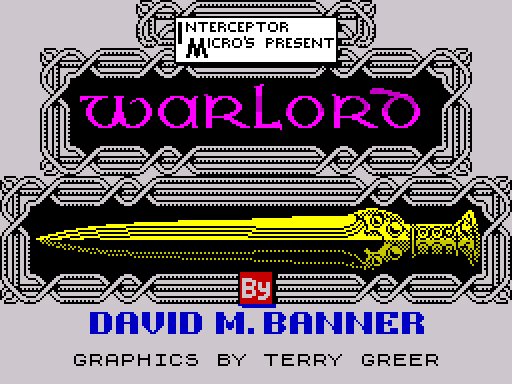 INTERCEPTOR
MICRO'S PRESENT
WARLORD
By
DAVID M. BANNER
GRAPHICS BY TERRY GREER